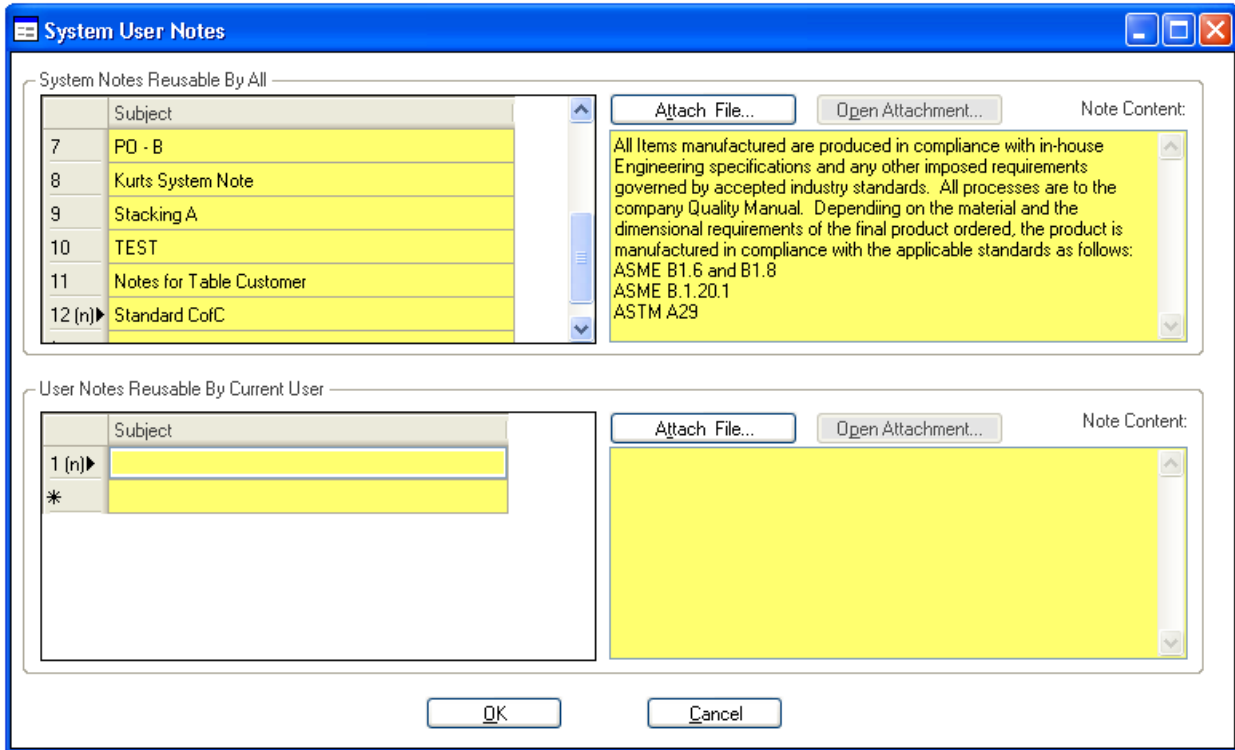 System User Notes
System Notes Reusable By All
Subject
7 PO - B
8 Kurts System Note
9 Stacking A
10 TEST
11 Notes for Table Customer
12 (n) Standard CofC
Attach File... Open Attachment... Note Content:
All Items manufactured are produced in compliance with in-house
Engineering specifications and any other imposed requirements
governed by accepted industry standards. All processes are to the
company Quality Manual. Depending on the material and the
dimensional requirements of the final product ordered, the product is
manufactured in compliance with the applicable standards as follows:
ASME B1.6 and B1.8
ASME B.1.20.1
ASTM A29
User Notes Reusable By Current User
Subject
1 (n)
*
Attach File... Open Attachment... Note Content:
OK Cancel